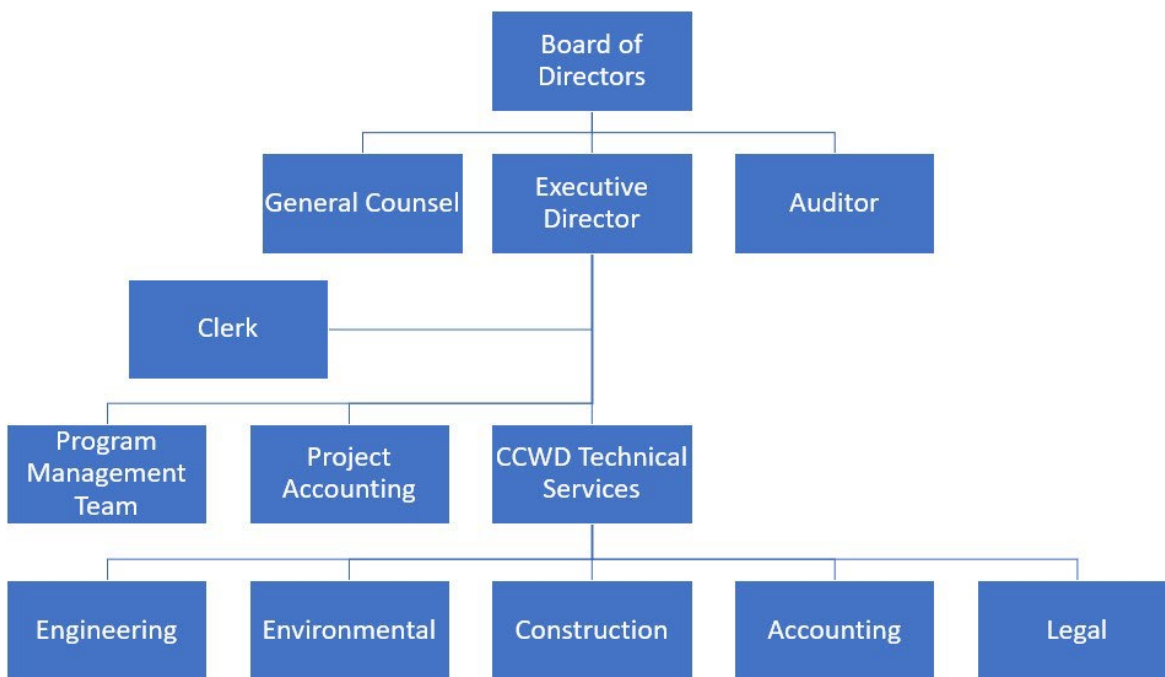 Board of
Directors
General Counsel
Executive
Director
Auditor
Clerk
Program
Management
Team
Project
Accounting
CCWD Technical
Services
Engineering
Environmental
Construction
Accounting
Legal